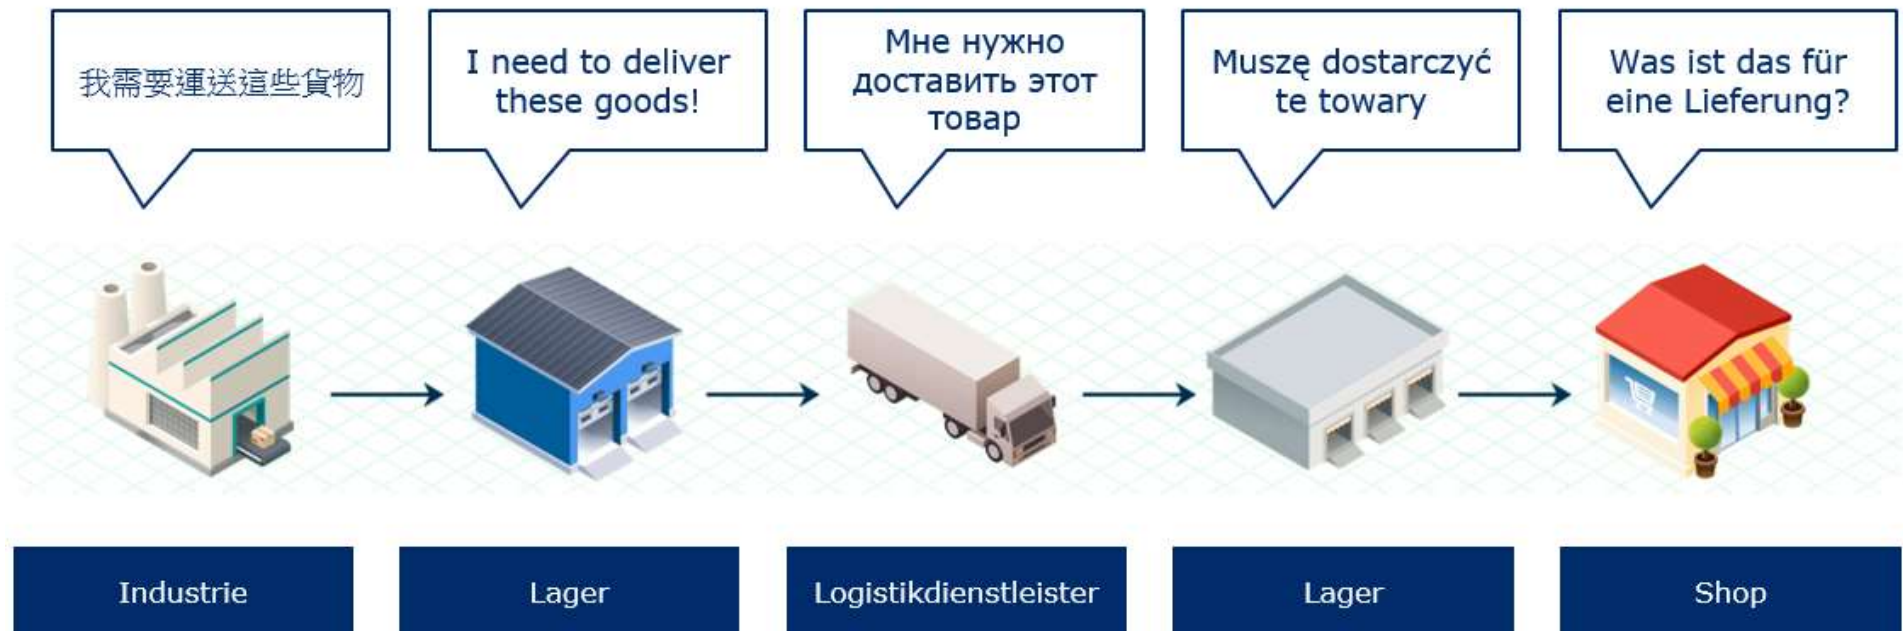 我需要運送這些貨物
I need to deliver
these goods!
Мне нужно
доставить этот
товар
Muszę dostarczyć
te towary
Was ist das für
eine Lieferung?
Industrie
Lager
Logistikdienstleister
Lager
Shop